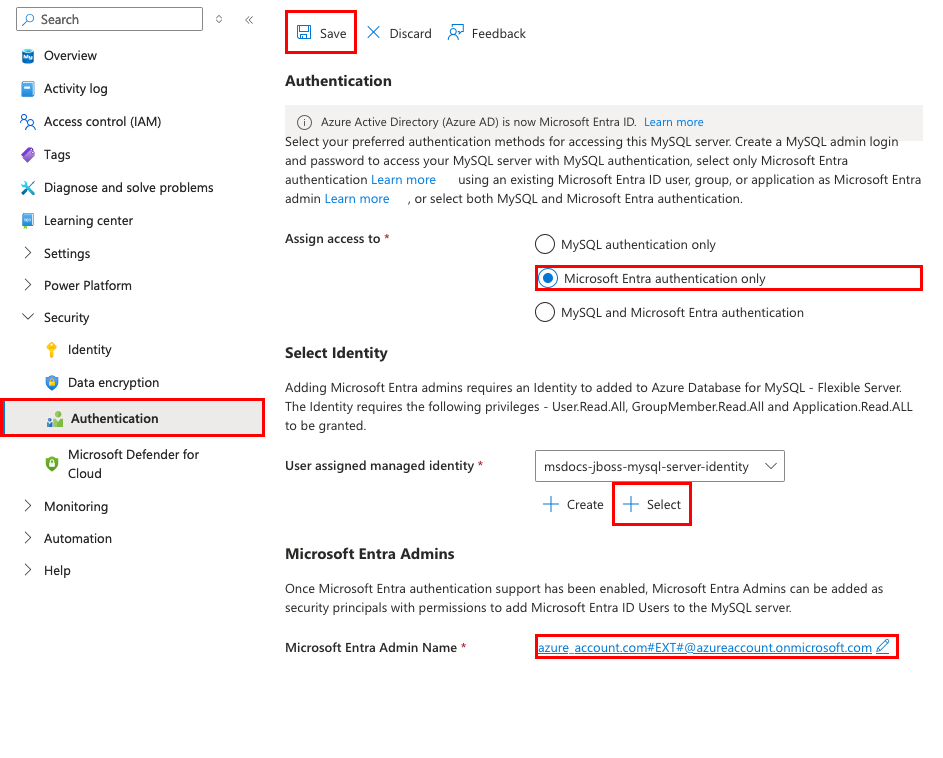 Search
Overview
Activity log
Access control (IAM)
Tags
Diagnose and solve problems
Learning center
Settings
Power Platform
Security
Identity
Data encryption
Authentication
Microsoft Defender for
Cloud
Monitoring
Automation
Help
Save
Discard
Feedback
Authentication
Azure Active Directory (Azure AD) is now Microsoft Entra ID. Learn more
Select your preferred authentication methods for accessing this MySQL server. Create a MySQL admin login
and password to access your MySQL server with MySQL authentication, select only Microsoft Entra
authentication Learn more using an existing Microsoft Entra ID user, group, or application as Microsoft Entra
admin Learn more , or select both MySQL and Microsoft Entra authentication.
Assign access to *
MySQL authentication only
Microsoft Entra authentication only
MySQL and Microsoft Entra authentication
Select Identity
Adding Microsoft Entra admins requires an Identity to added to Azure Database for MySQL - Flexible Server.
The Identity requires the following privileges - User.Read.All, GroupMember.Read.All and Application.Read.ALL
to be granted.
User assigned managed identity *
msdocs-jboss-mysql-server-identity
Create
Select
Microsoft Entra Admins
Once Microsoft Entra authentication support has been enabled, Microsoft Entra Admins can be added as
security principals with permissions to add Microsoft Entra ID Users to the MySQL server.
Microsoft Entra Admin Name *
azure_account.com#EXT#@azureaccount.onmicrosoft.com